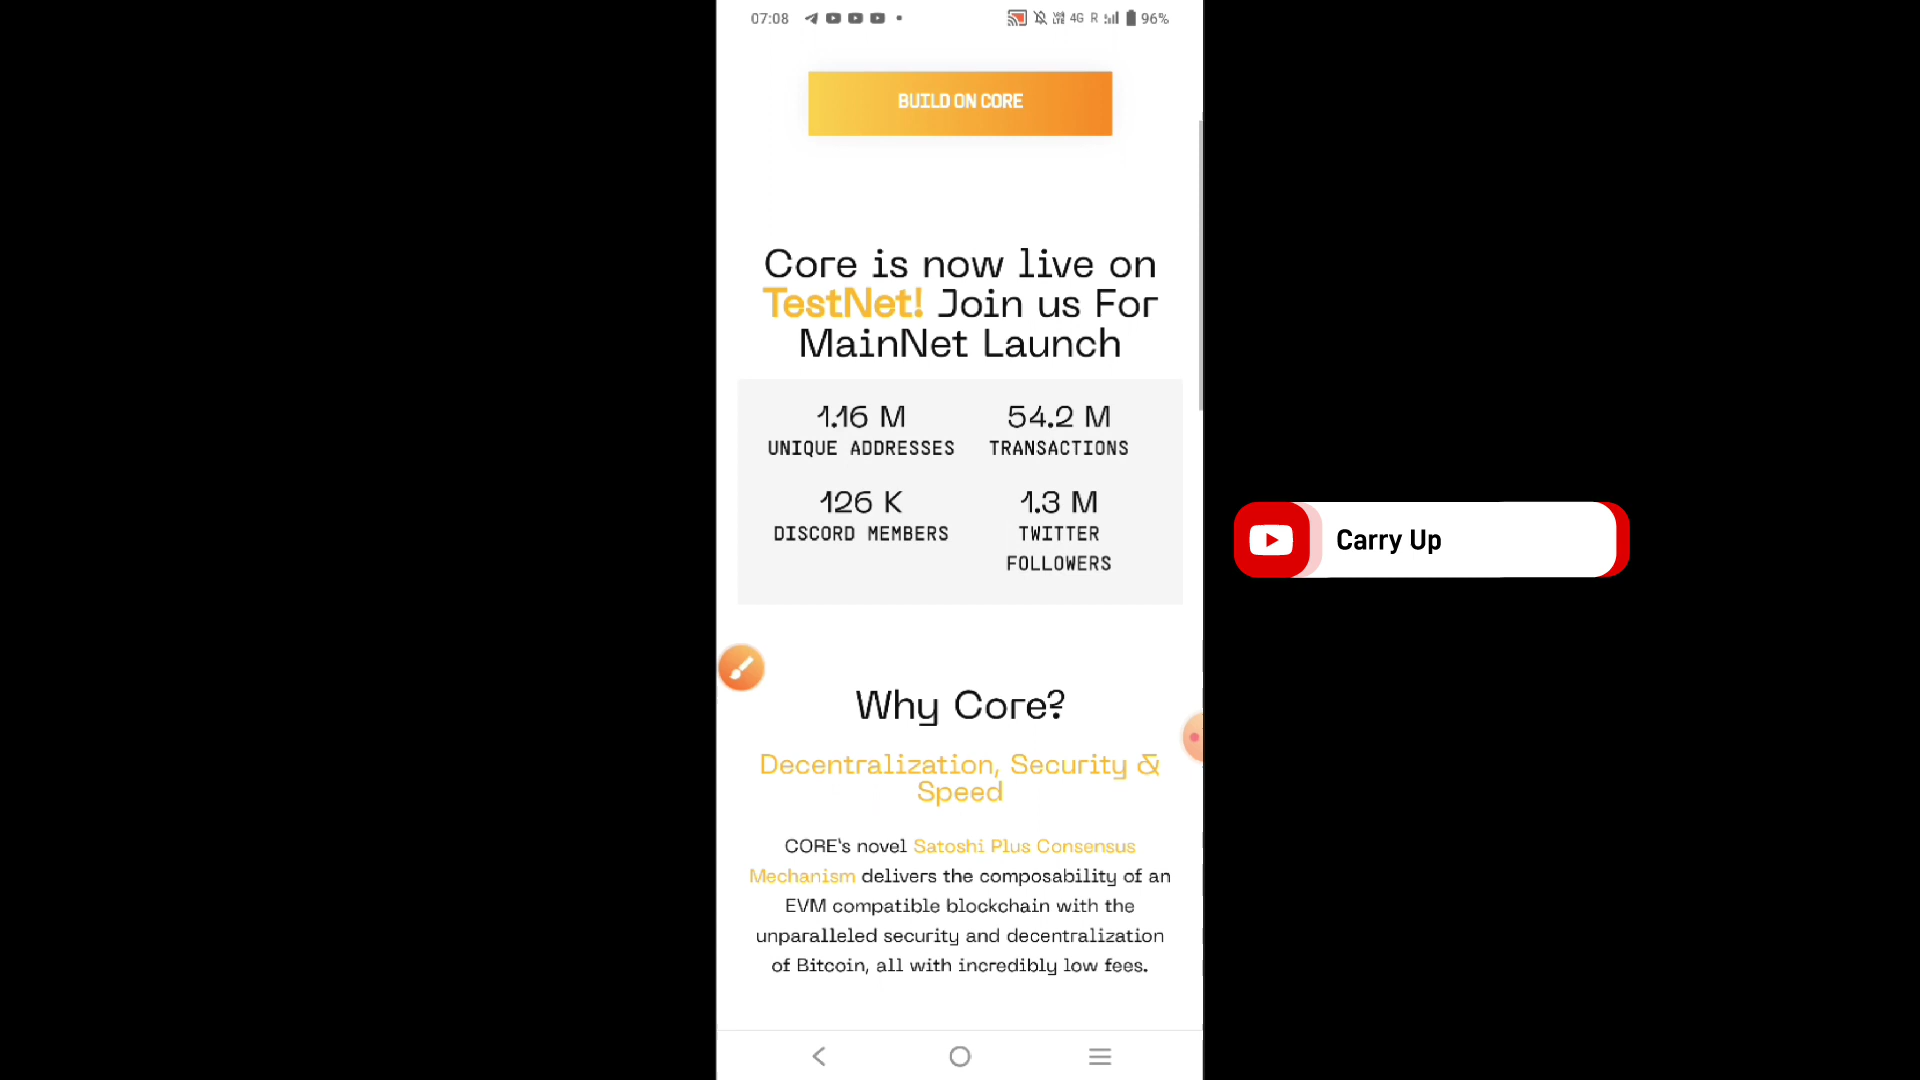 07:08
4G R 96%
BUILD ON CORE
Core is now live on
TestNet! Join us For
MainNet Launch
1.16 M
UNIQUE ADDRESSES
54.2 M
TRANSACTIONS
126 K
DISCORD MEMBERS
1.3 M
TWITTER
FOLLOWERS
Carry Up
Why Core?
Decentralization, Security &
Speed
CORE's novel Satoshi Plus Consensus
Mechanism delivers the composability of an
EVM compatible blockchain with the
unparalleled security and decentralization
of Bitcoin, all with incredibly low fees.